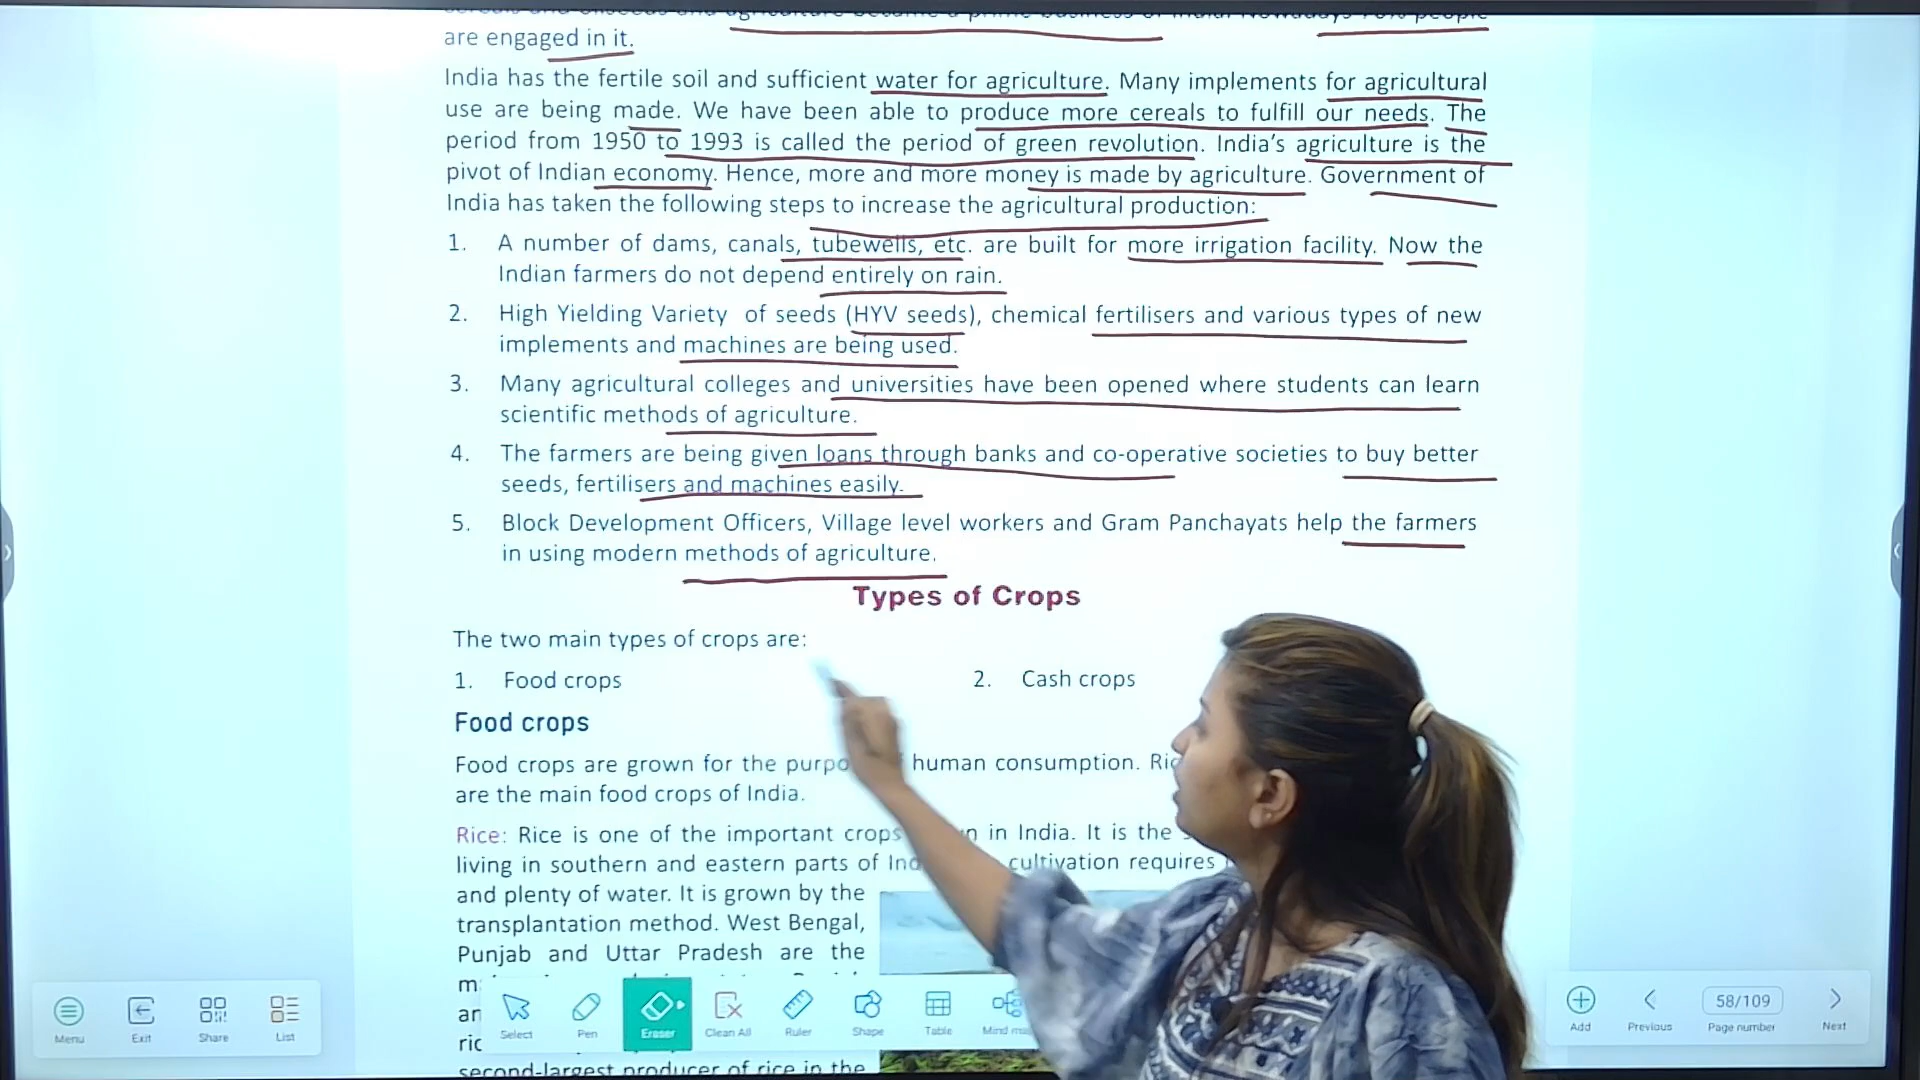 are engaged in it.
India has the fertile soil and sufficient water for agriculture. Many implements for agricultural
use are being made. We have been able to produce more cereals to fulfill our needs. The
period from 1950 to 1993 is called the period of green revolution. India's agriculture is the
pivot of Indian economy. Hence, more and more money is made by agriculture. Government of
India has taken the following steps to increase the agricultural production:
1. A number of dams, canals, tubewells, etc. are built for more irrigation facility. Now the
Indian farmers do not depend entirely on rain.
2. High Yielding Variety of seeds (HYV seeds), chemical fertilisers and various types of new
implements and machines are being used.
3. Many agricultural colleges and universities have been opened where students can learn
scientific methods of agriculture.
4. The farmers are being given loans through banks and co-operative societies to buy better
seeds, fertilisers and machines easily.
5. Block Development Officers, Village level workers and Gram Panchayats help the farmers
in using modern methods of agriculture.
Types of Crops
The two main types of crops are:
1. Food crops 2. Cash crops
Food crops
Food crops are grown for the human consumption.
are the main food crops of India.
Rice: Rice is one of the important crops in India. It is the
living in southern and eastern parts of cultivation requires
and plenty of water. It is grown by the
transplantation method. West Bengal,
Punjab and Uttar Pradesh are the
second-largest producer of rice in the
Menu Exit Share List
Select Pen Eraser Clean All Ruler Shape Table Mind
Add Previous 58/109 Page number Next